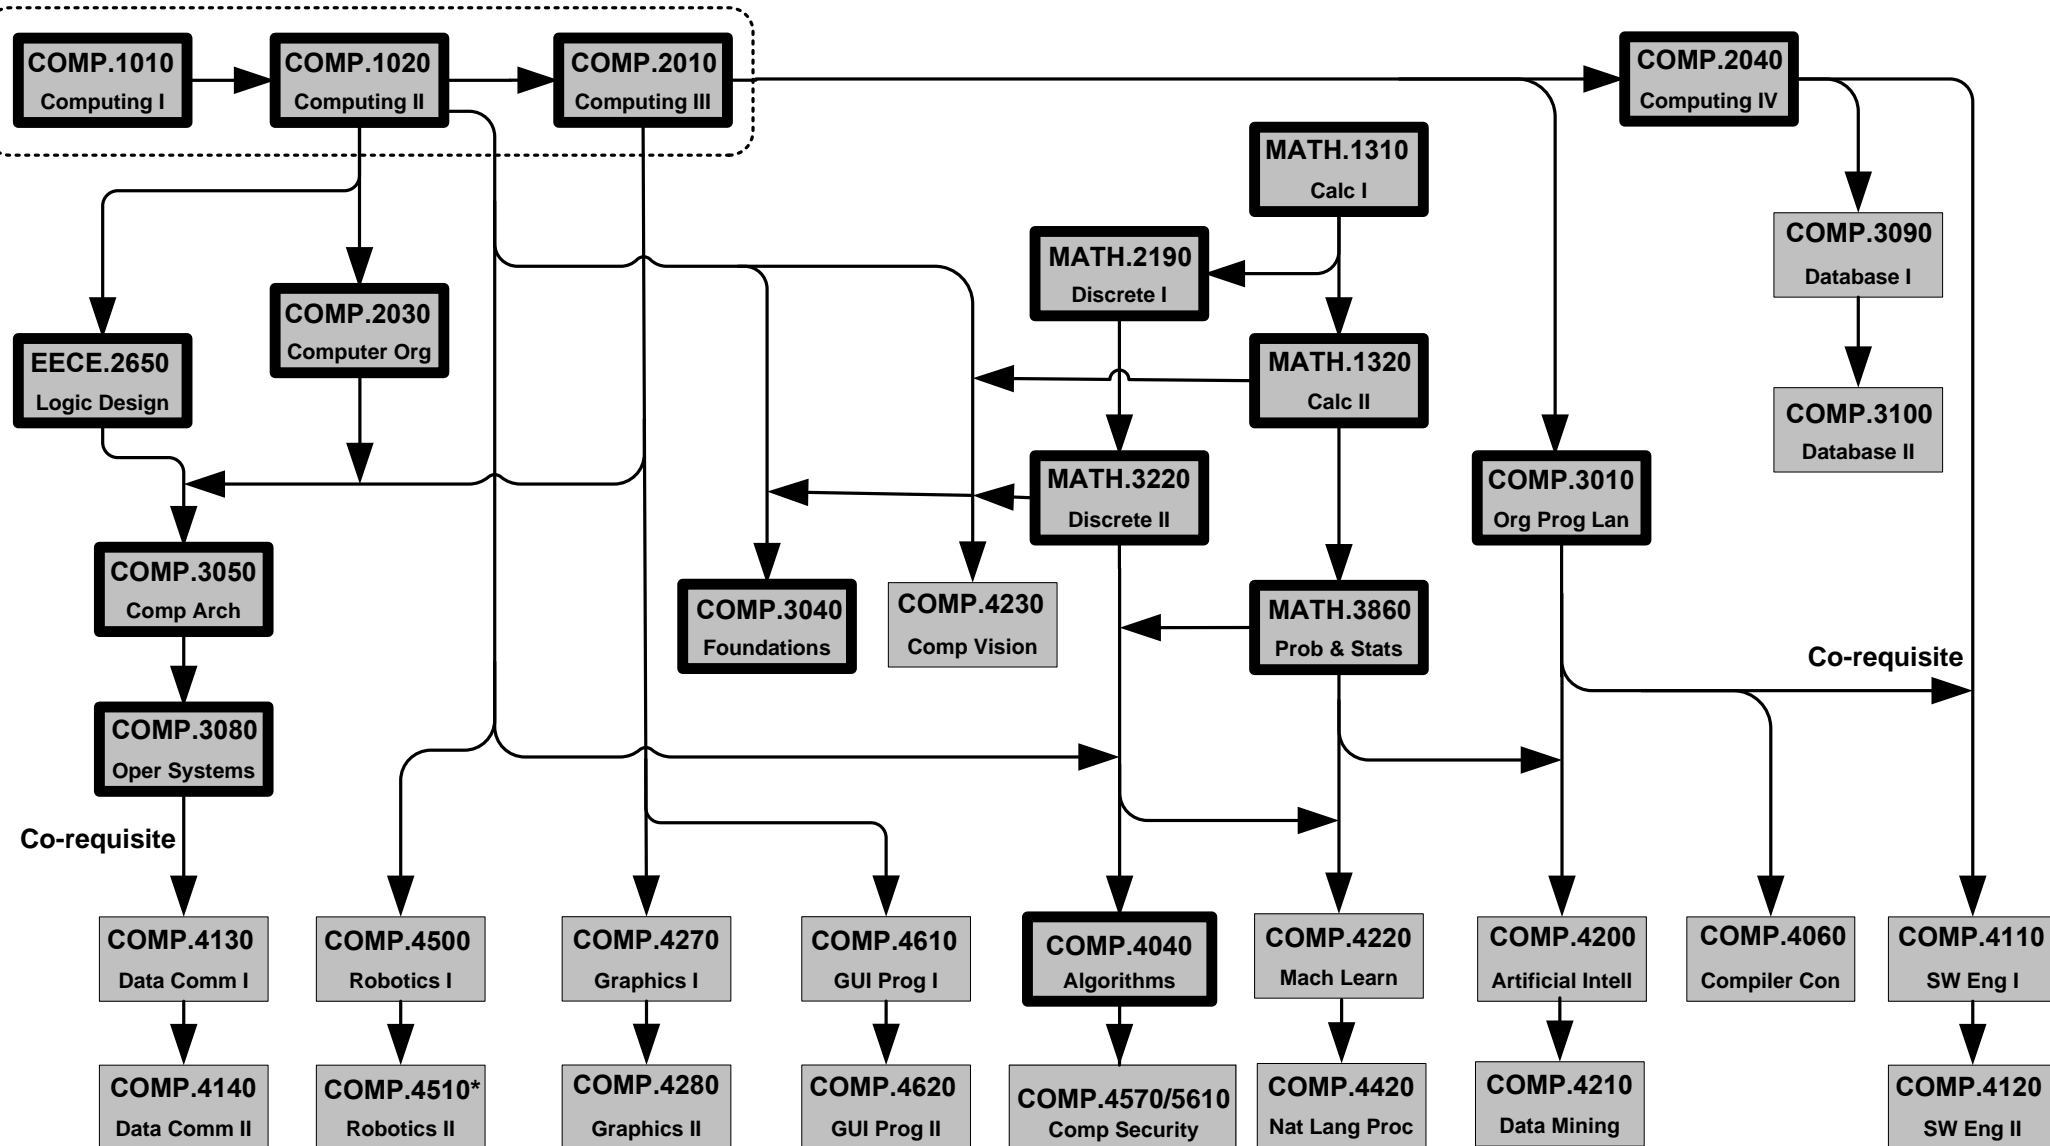 COMP.1010
Computing I
COMP.1020
Computing II
COMP.2010
Computing III
COMP.2040
Computing IV
MATH.1310
Calc I
MATH.2190
Discrete I
COMP.3090
Database I
COMP.2030
Computer Org
EECE.2650
Logic Design
MATH.1320
Calc II
COMP.3100
Database II
MATH.3220
Discrete II
COMP.3010
Org Prog Lan
COMP.3050
Comp Arch
COMP.3040
Foundations
COMP.4230
Comp Vision
MATH.3860
Prob & Stats
Co-requisite
COMP.3080
Oper Systems
Co-requisite
COMP.4130
Data Comm I
COMP.4500
Robotics I
COMP.4270
Graphics I
COMP.4610
GUI Prog I
COMP.4040
Algorithms
COMP.4220
Mach Learn
COMP.4200
Artificial Intell
COMP.4060
Compiler Con
COMP.4110
SW Eng I
COMP.4140
Data Comm II
COMP.4510*
Robotics II
COMP.4280
Graphics II
COMP.4620
GUI Prog II
COMP.4570/5610
Comp Security
COMP.4420
Nat Lang Proc
COMP.4210
Data Mining
COMP.4120
SW Eng II